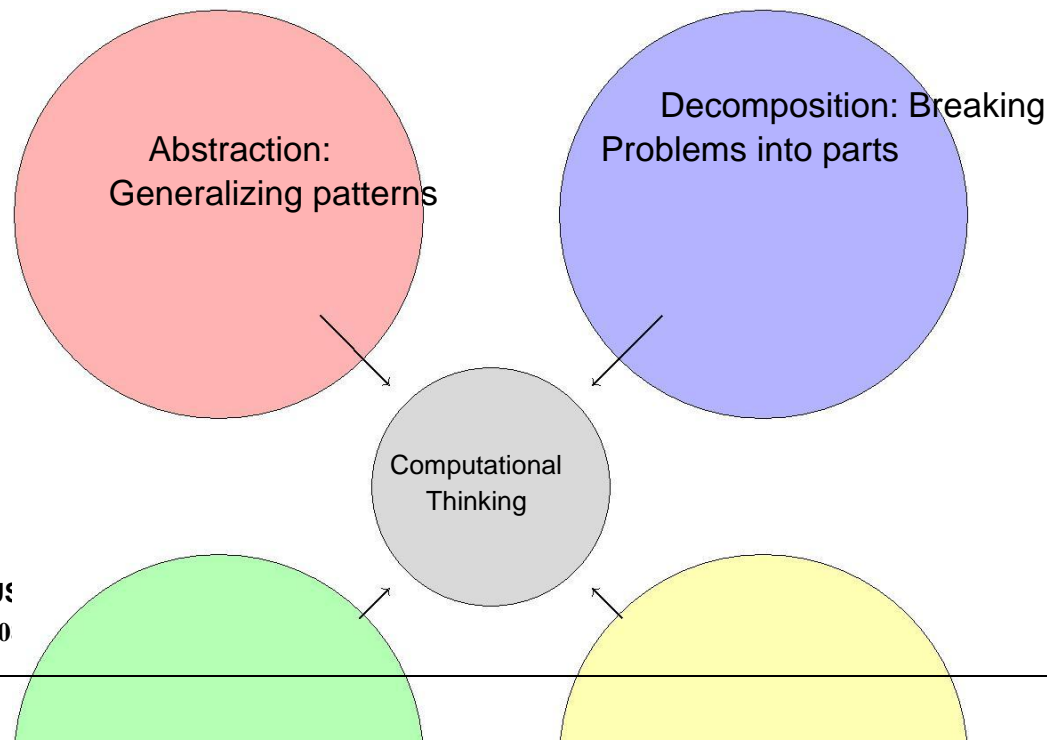 Abstraction:
Generalizing patterns
Decomposition: Breaking
Problems into parts
Computational
Thinking